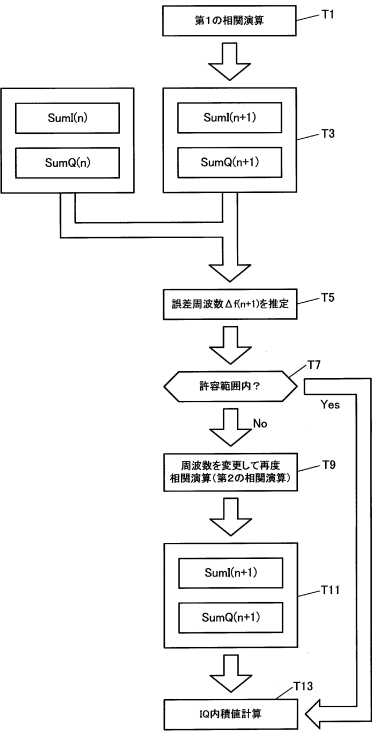 第1の相関演算
T1
SumI(n)
SumQ(n)
SumI(n+1)
SumQ(n+1)
T3
誤差周波数Δf(n+1)を推定
T5
許容範囲内？
T7
Yes
No
周波数を変更して再度
相関演算(第2の相関演算)
T9
SumI(n+1)
SumQ(n+1)
T11
IQ内積値計算
T13